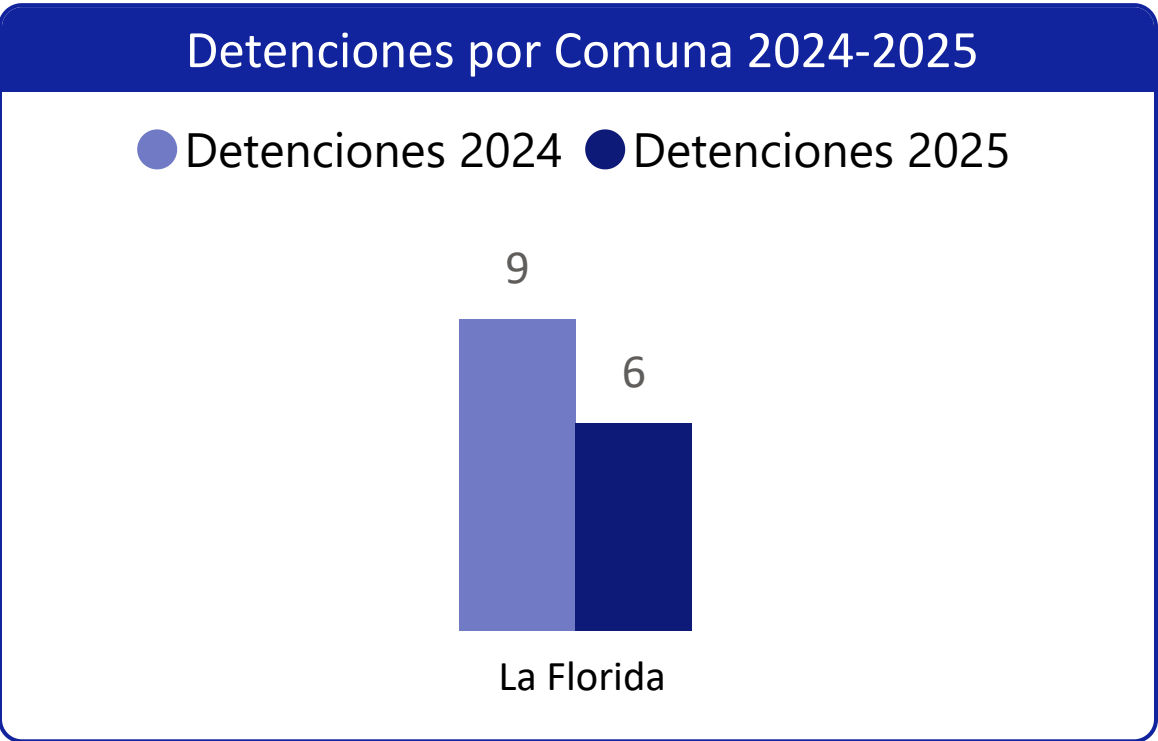 Detenciones por Comuna 2024-2025
Detenciones 2024 Detenciones 2025
9
6
La Florida